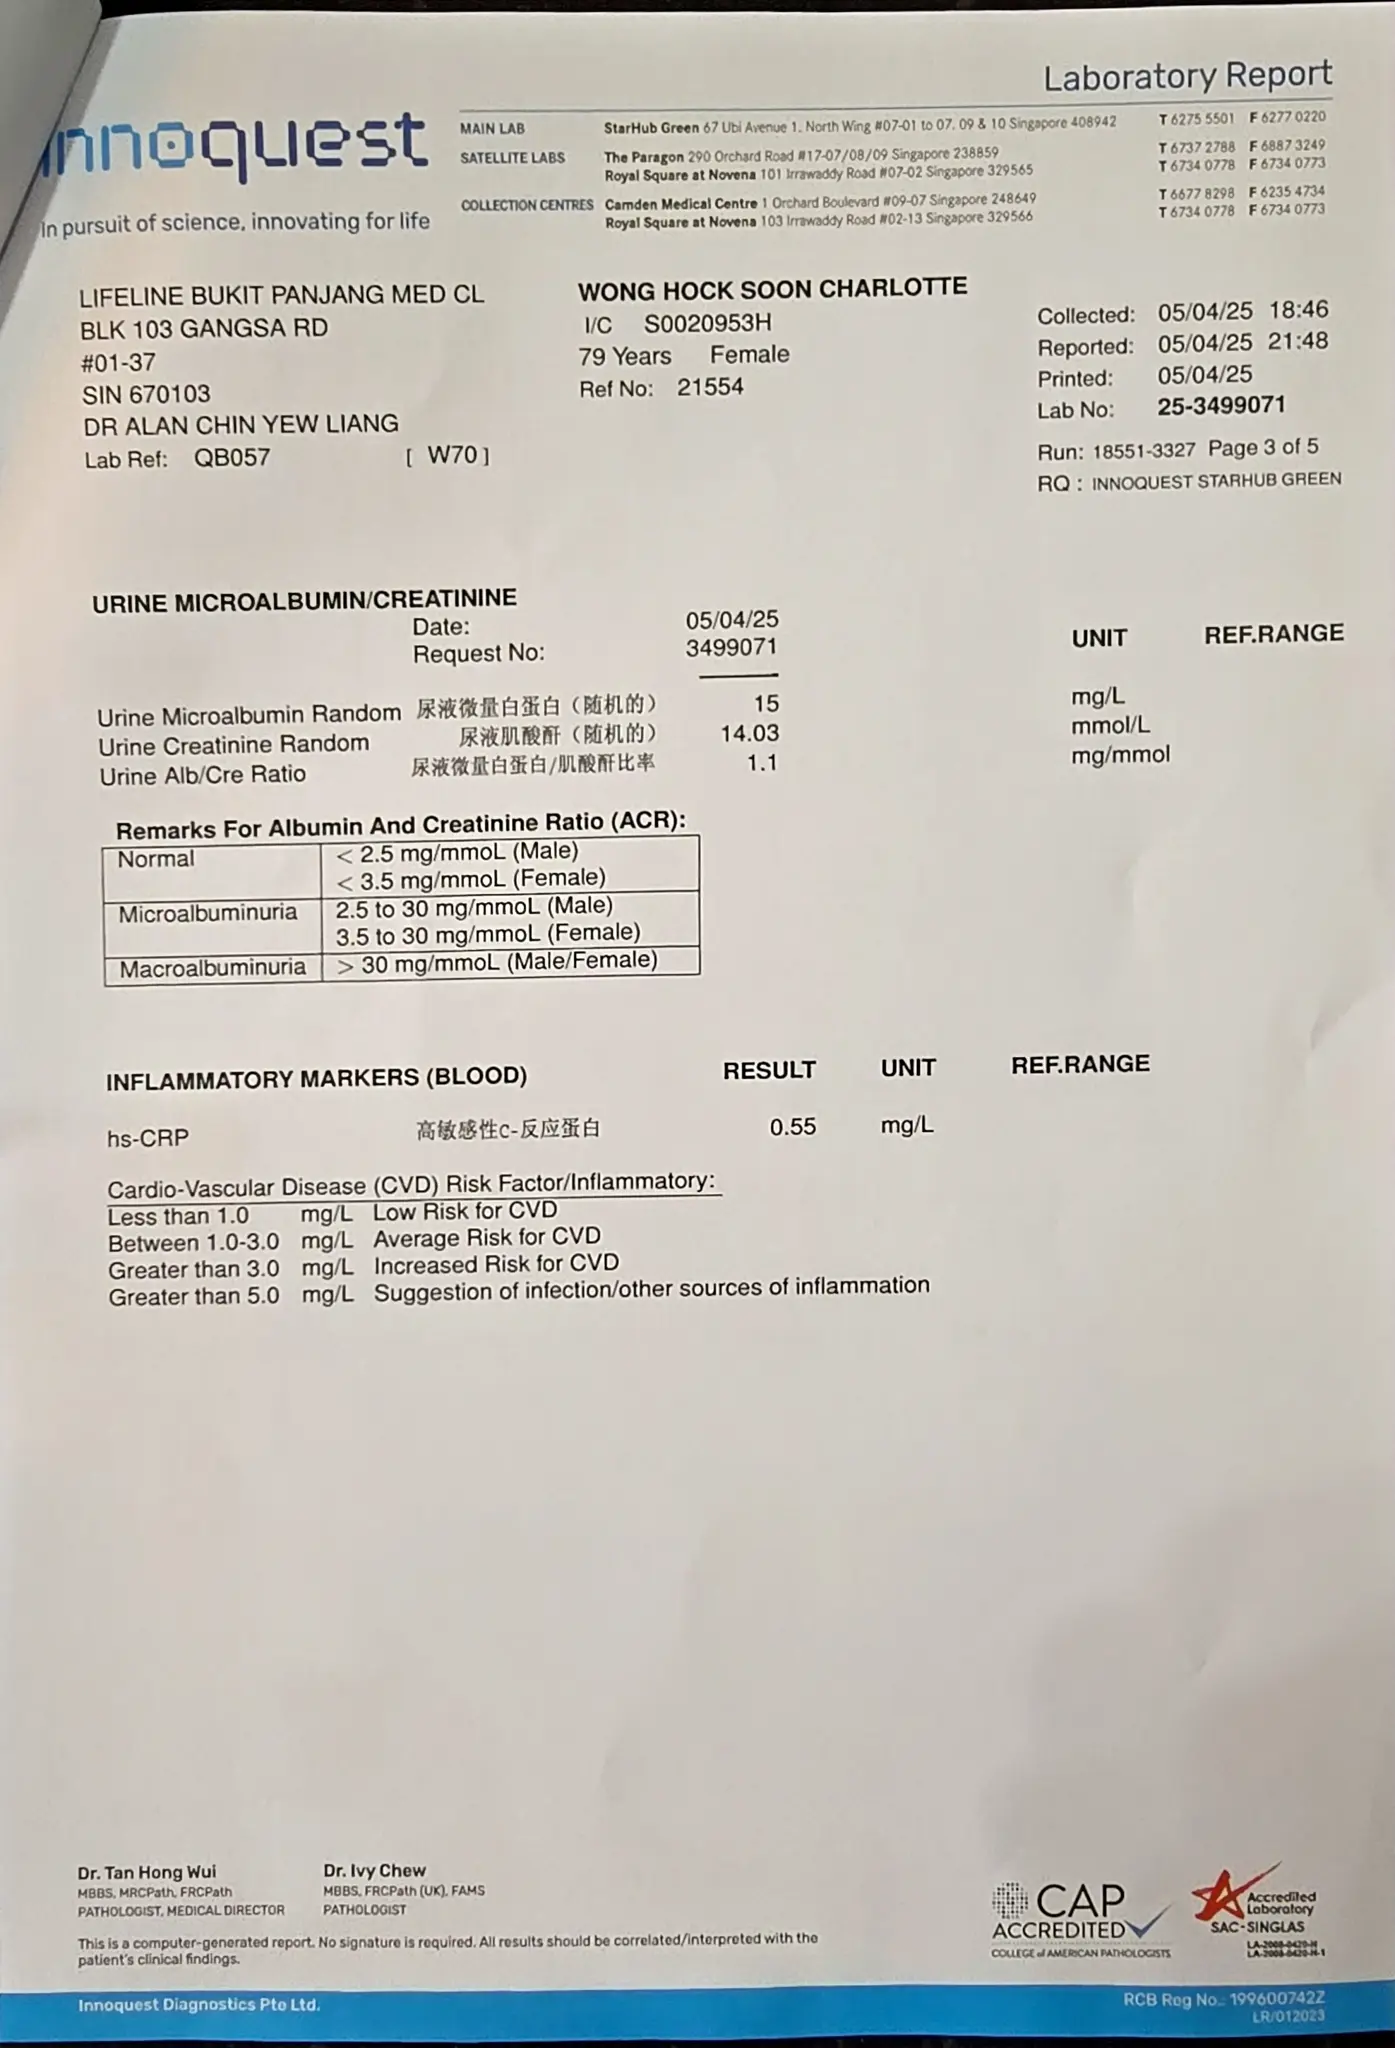 Laboratory Report
innoquest
In pursuit of science, innovating for life
MAIN LAB StarHub Green 67 Ubi Avenue 1, North Wing #07-01 to 07, 09 & 10 Singapore 408942 T 6275 5501 F 6277 0220
SATELLITE LABS The Paragon 290 Orchard Road #17-07/08/09 Singapore 238859 T 6737 2788 F 6887 3249
Royal Square at Novena 101 Irrawaddy Road #07-02 Singapore 329565 T 6734 0778 F 6734 0773
COLLECTION CENTRES Camden Medical Centre 1 Orchard Boulevard #09-07 Singapore 248649 T 6677 8298 F 6235 4734
Royal Square at Novena 103 Irrawaddy Road #02-13 Singapore 329566 T 6734 0778 F 6734 0773
LIFELINE BUKIT PANJANG MED CL
BLK 103 GANGSA RD
#01-37
SIN 670103
DR ALAN CHIN YEW LIANG
Lab Ref: QB057 [ W70 ]
WONG HOCK SOON CHARLOTTE
I/C S0020953H
79 Years Female
Ref No: 21554
Collected: 05/04/25 18:46
Reported: 05/04/25 21:48
Printed: 05/04/25
Lab No: 25-3499071
Run: 18551-3327 Page 3 of 5
RQ : INNOQUEST STARHUB GREEN
URINE MICROALBUMIN/CREATININE
Date: 05/04/25
Request No: 3499071 UNIT REF.RANGE
Urine Microalbumin Random 尿液微量白蛋白（随机的） 15 mg/L
Urine Creatinine Random 尿液肌酸酐（随机的） 14.03 mmol/L
Urine Alb/Cre Ratio 尿液微量白蛋白/肌酸酐比率 1.1 mg/mmol
Remarks For Albumin And Creatinine Ratio (ACR):
Normal < 2.5 mg/mmoL (Male)
< 3.5 mg/mmoL (Female)
Microalbuminuria 2.5 to 30 mg/mmoL (Male)
3.5 to 30 mg/mmoL (Female)
Macroalbuminuria > 30 mg/mmoL (Male/Female)
INFLAMMATORY MARKERS (BLOOD) RESULT UNIT REF.RANGE
hs-CRP 高敏感性C-反应蛋白 0.55 mg/L
Cardio-Vascular Disease (CVD) Risk Factor/Inflammatory:
Less than 1.0 mg/L Low Risk for CVD
Between 1.0-3.0 mg/L Average Risk for CVD
Greater than 3.0 mg/L Increased Risk for CVD
Greater than 5.0 mg/L Suggestion of infection/other sources of inflammation
Dr. Tan Hong Wui
MBBS, MRCPath, FRCPath
PATHOLOGIST, MEDICAL DIRECTOR
Dr. Ivy Chew
MBBS, FRCPath (UK), FAMS
PATHOLOGIST
This is a computer-generated report. No signature is required. All results should be correlated/interpreted with the
patient's clinical findings.
CAP
ACCREDITED
COLLEGE of AMERICAN PATHOLOGISTS
Accredited
Laboratory
SAC-SINGLAS
Innoquest Diagnostics Pte Ltd.
RCB Reg No.: 199600742Z
LR/012023